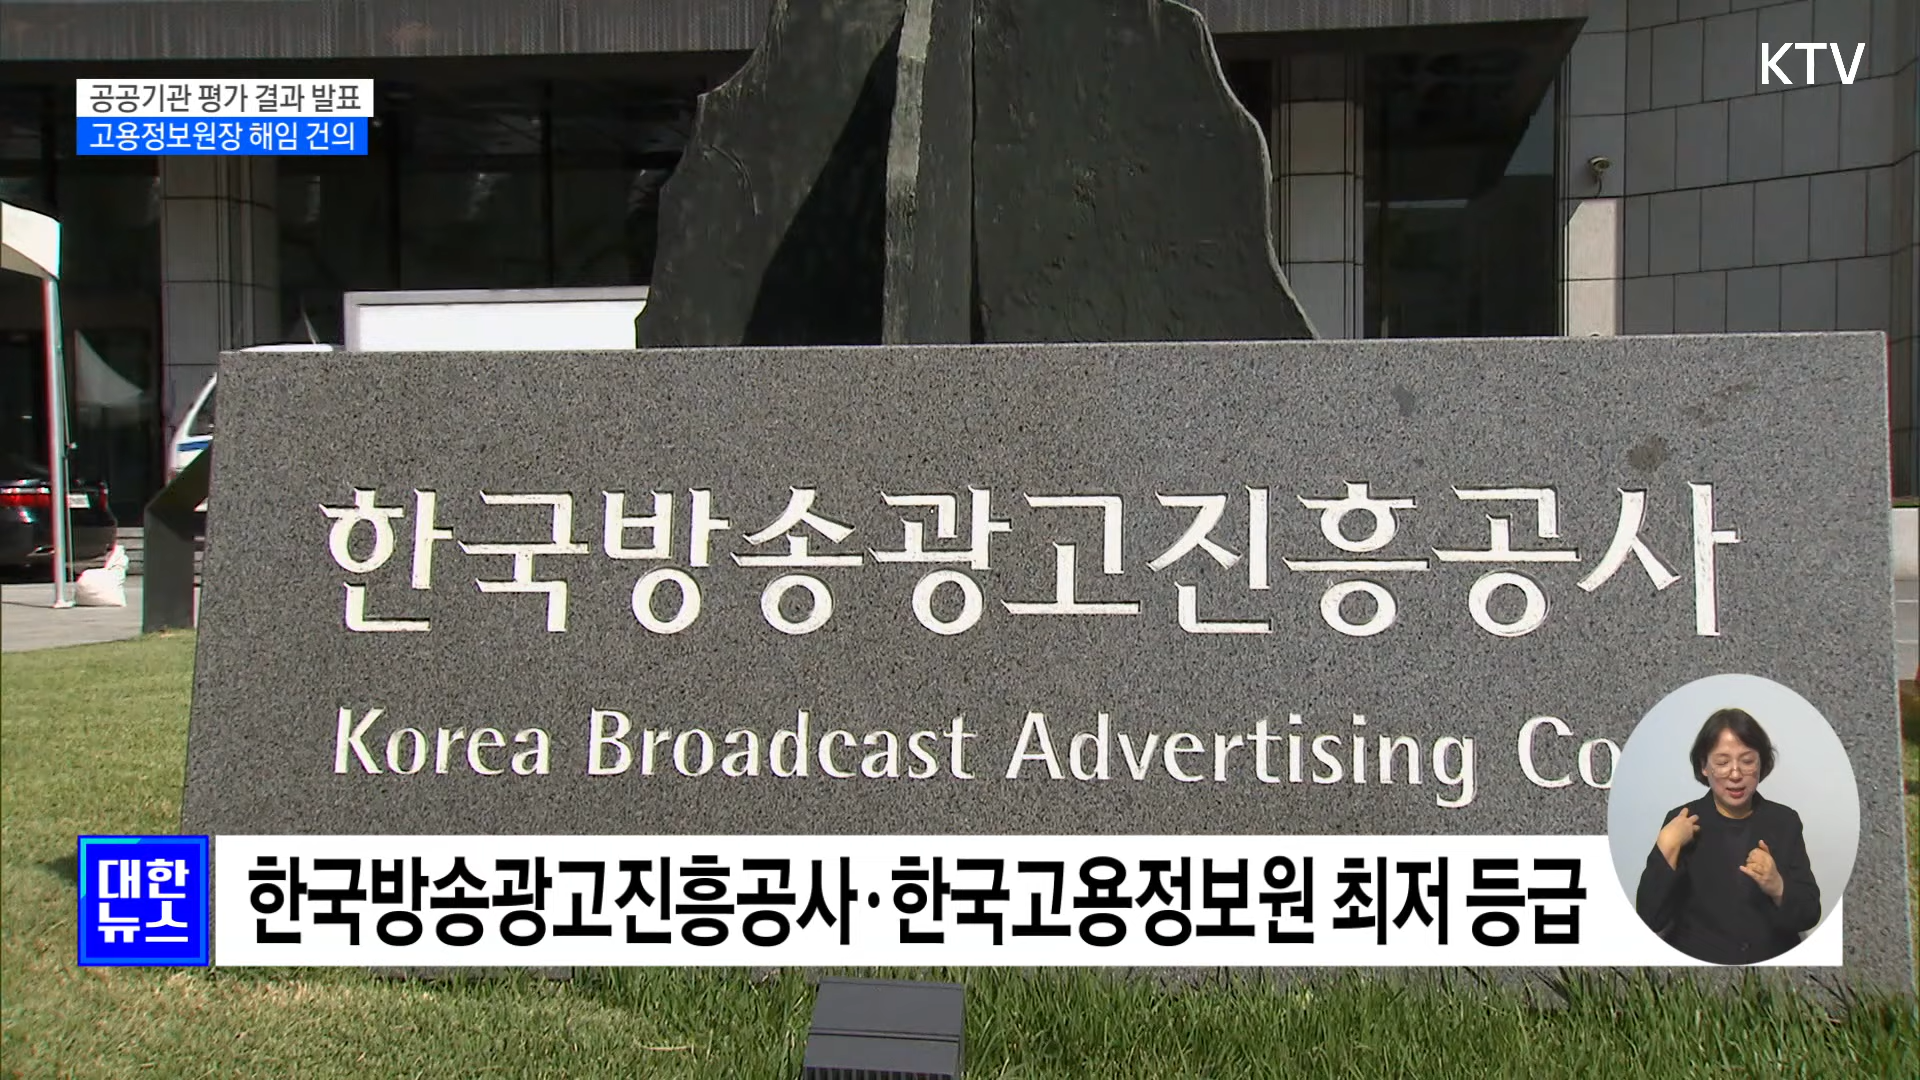 KTV
공공기관 평가 결과 발표
고용정보원장 해임 건의
한국방송광고진흥공사
Korea Broadcast Advertising Co
대한
뉴스
한국방송광고진흥공사·한국고용정보원 최저 등급